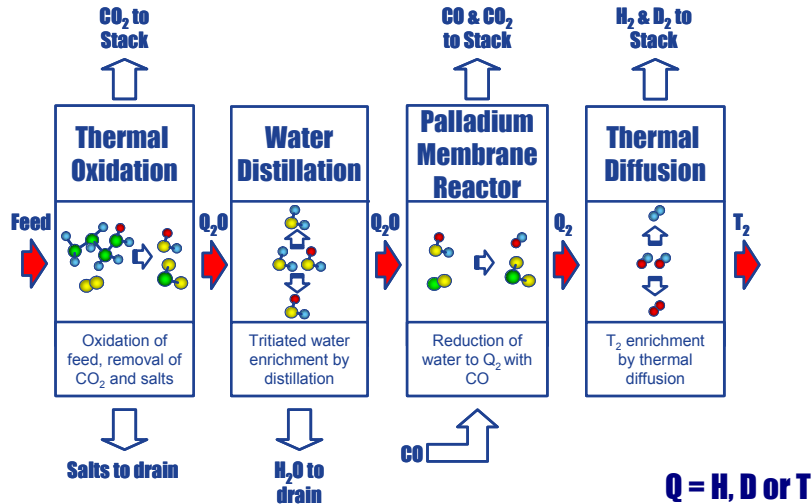 CO₂ to
Stack
CO & CO₂
to Stack
H₂ & D₂ to
Stack
Thermal
Oxidation
Water
Distillation
Palladium
Membrane
Reactor
Thermal
Diffusion
Feed
Q₂O
Q₂O
Q₂
T₂
Oxidation of
feed, removal of
CO₂ and salts
Tritiated water
enrichment by
distillation
Reduction of
water to Q₂ with
CO
T₂ enrichment
by thermal
diffusion
Salts to drain
H₂O to
drain
CO
Q = H, D or T